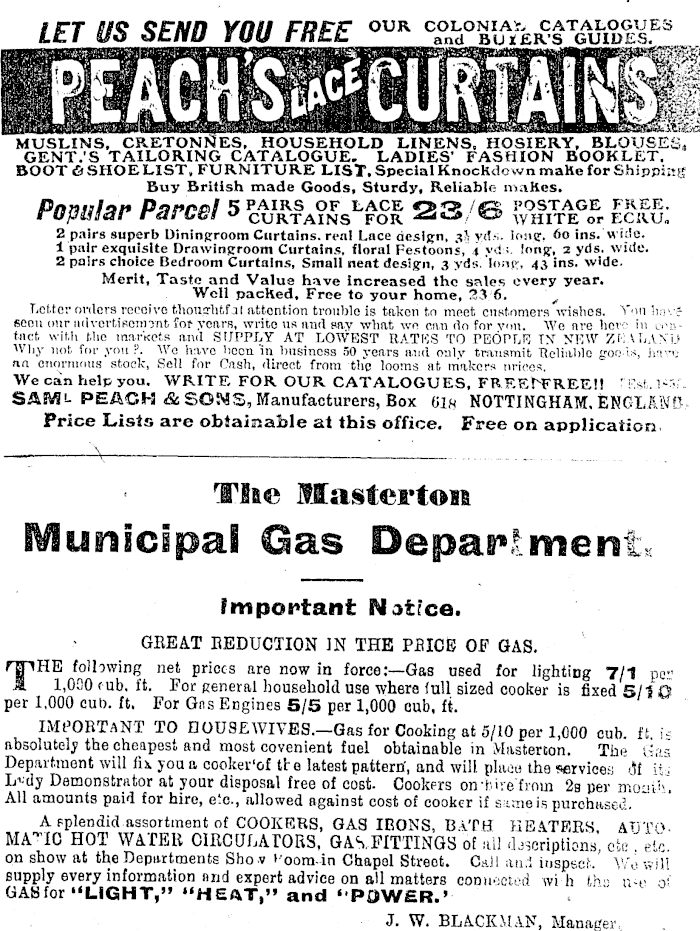 LET US SEND YOU FREE OUR COLONIAL CATALOGUES
and BUYER'S GUIDES.
PEACH'S LACE CURTAINS
MUSLINS, CRETONNES, HOUSEHOLD LINENS, HOSIERY, BLOUSES,
GENT.'S TAILORING CATALOGUE. LADIES' FASHION BOOKLET.
BOOT & SHOE LIST, FURNITURE LIST, Special Knockdown make for Shipping
Buy British made Goods, Sturdy, Reliable makes.
Popular Parcel 5 PAIRS OF LACE CURTAINS FOR 23/6 POSTAGE FREE. WHITE or ECRU.
2 pairs superb Diningroom Curtains, real Lace design, 3½ yds. long, 60 ins. wide.
1 pair exquisite Drawingroom Curtains, floral Festoons, 4 yds. long, 2 yds. wide.
2 pairs choice Bedroom Curtains, Small neat design, 3 yds. long, 43 ins. wide.
Merit, Taste and Value have increased the sales every year.
Well packed, Free to your home, 23 6.
Letter orders receive thoughtful attention trouble is taken to meet customers wishes. You have
seen our advertisement for years, write us and say what we can do for you. We are here in con-
tact with the markets and SUPPLY AT LOWEST RATES TO PEOPLE IN NEW ZEALAND
Why not for you?. We have been in business 50 years and only transmit Reliable goods, have
an enormous stock, Sell for Cash, direct from the looms at makers prices.
We can help you. WRITE FOR OUR CATALOGUES, FREE! FREE!! Est. 1857.
SAML PEACH & SONS, Manufacturers, Box 618 NOTTINGHAM, ENGLAND.
Price Lists are obtainable at this office. Free on application.
The Masterton
Municipal Gas Department.
Important Notice.
GREAT REDUCTION IN THE PRICE OF GAS.
THE following net prices are now in force:—Gas used for lighting 7/1 per
1,000 cub. ft. For general household use where full sized cooker is fixed 5/10
per 1,000 cub. ft. For Gas Engines 5/5 per 1,000 cub, ft.
IMPORTANT TO HOUSEWIVES.—Gas for Cooking at 5/10 per 1,000 cub. ft. is
absolutely the cheapest and most covenient fuel obtainable in Masterton. The Gas
Department will fix you a cooker of the latest pattern, and will place the services of its
Lady Demonstrator at your disposal free of cost. Cookers on hire from 2s per month.
All amounts paid for hire, etc., allowed against cost of cooker if same is purchased.
A splendid assortment of COOKERS, GAS IRONS, BATH HEATERS, AUTO-
MATIC HOT WATER CIRCULATORS, GAS FITTINGS of all descriptions, etc., etc.
on show at the Departments Show Room in Chapel Street. Call and inspect. We will
supply every information and expert advice on all matters connected with the use of
GAS for "LIGHT," "HEAT," and "POWER.'
J. W. BLACKMAN, Manager.